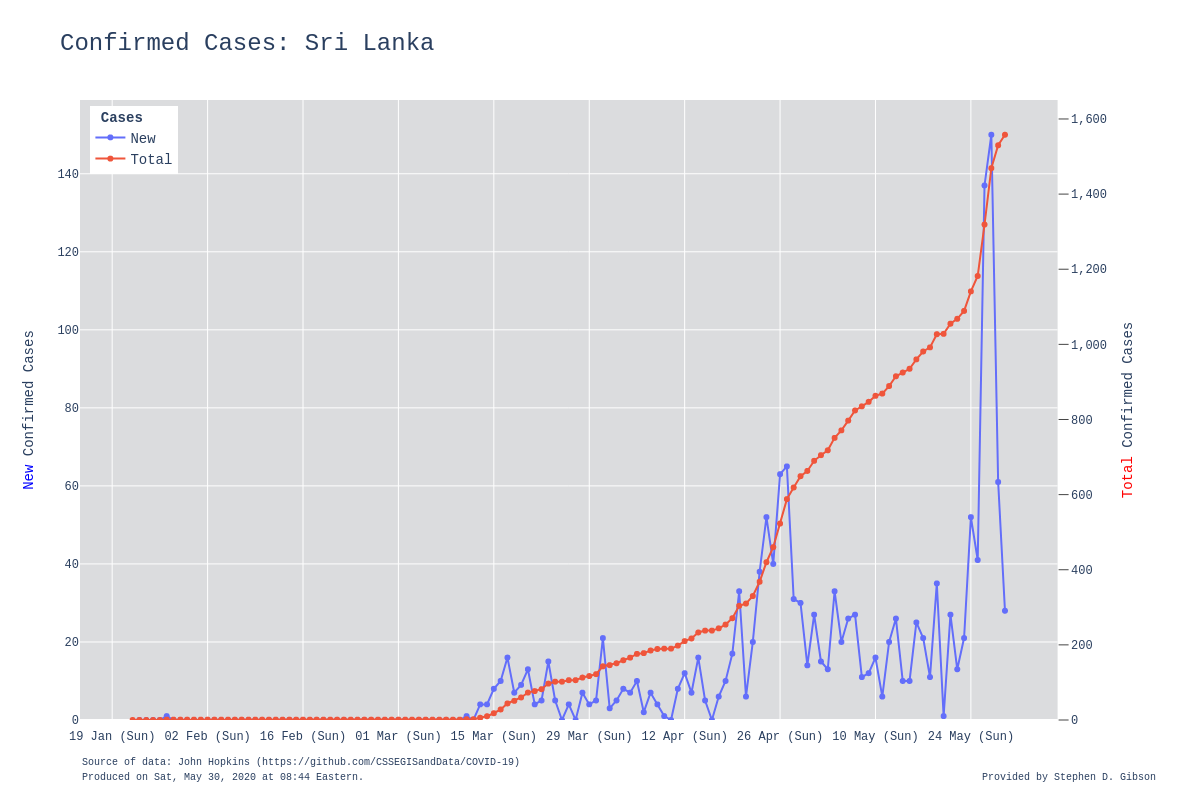 Confirmed Cases: Sri Lanka
Cases
New
Total
140
120
100
80
60
40
20
0
1,600
1,400
1,200
1,000
800
600
400
200
0
New Confirmed Cases
Total Confirmed Cases
19 Jan (Sun) 02 Feb (Sun) 16 Feb (Sun) 01 Mar (Sun) 15 Mar (Sun) 29 Mar (Sun) 12 Apr (Sun) 26 Apr (Sun) 10 May (Sun) 24 May (Sun)
Source of data: John Hopkins (https://github.com/CSSEGISandData/COVID-19)
Produced on Sat, May 30, 2020 at 08:44 Eastern.
Provided by Stephen D. Gibson